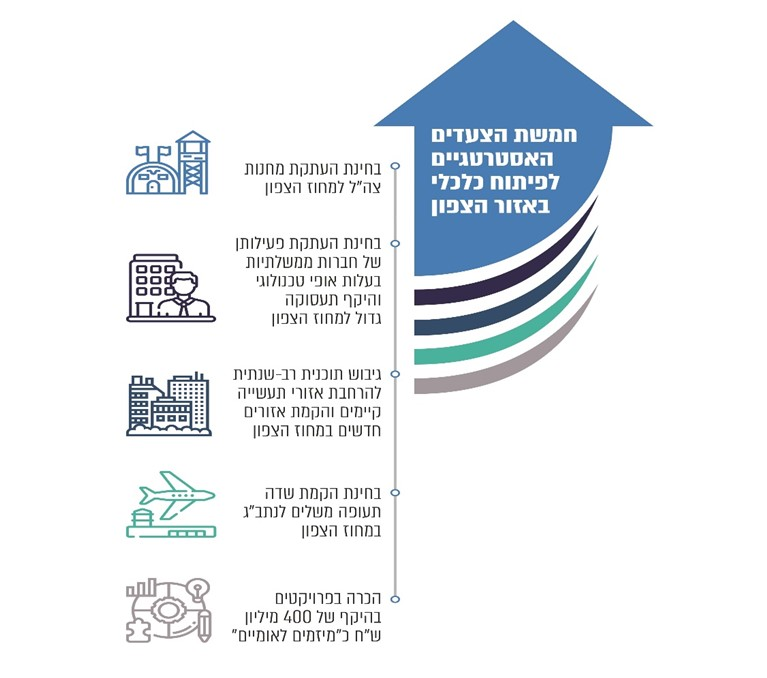 חמשת הצעדים
האסטרטגיים
לפיתוח כלכלי
באזור הצפון
בחינת העתקת מחנות
צה"ל למחוז הצפון
בחינת העתקת פעילותן
של חברות ממשלתיות
בעלות אופי טכנולוגי
והיקף תעסוקה
גדול למחוז הצפון
גיבוש תוכנית רב-שנתית
להרחבת אזורי תעשייה
קיימים והקמת אזורים
חדשים במחוז הצפון
בחינת הקמת שדה
תעופה משלים לנתב"ג
במחוז הצפון
הכרה בפרויקטים
בהיקף של 400 מיליון
ש"ח כ"מיזמים לאומיים"